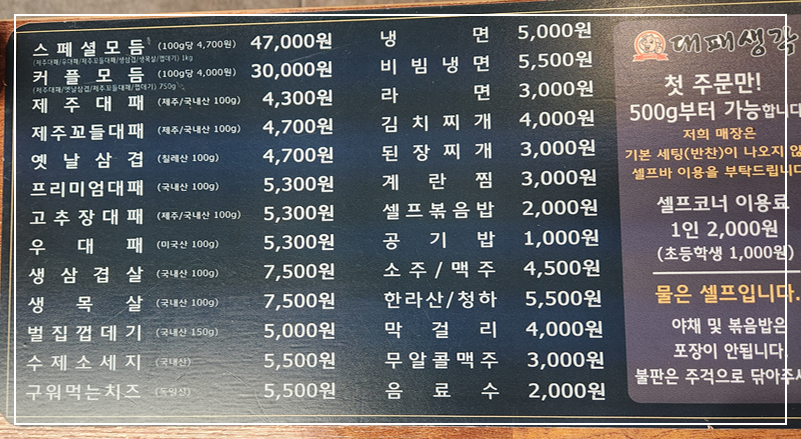 스페셜모듬 (100g당 4,700원) 47,000원
(제주대패/우대패/제주꼬들대패/생삼겹/생목살/껍데기) 1kg
커플모듬 (100g당 4,000원) 30,000원
(제주대패/옛날삼겹/제주꼬들대패/껍데기) 750g
제주대패 (제주/국내산 100g) 4,300원
제주꼬들대패 (제주/국내산 100g) 4,700원
옛날삼겹 (칠레산 100g) 4,700원
프리미엄대패 (국내산 100g) 5,300원
고추장대패 (제주/국내산 100g) 5,300원
우대패 (미국산 100g) 5,300원
생삼겹살 (국내산 100g) 7,500원
생목살 (국내산 100g) 7,500원
벌집껍데기 (국내산 150g) 5,000원
수제소세지 (국내산) 5,500원
구워먹는치즈 (독일산) 5,500원
냉면 5,000원
비빔냉면 5,500원
라면 3,000원
김치찌개 4,000원
된장찌개 3,000원
계란찜 3,000원
셀프볶음밥 2,000원
공기밥 1,000원
소주/맥주 4,500원
한라산/청하 5,500원
막걸리 4,000원
무알콜맥주 3,000원
음료수 2,000원
대패생각
첫 주문만!
500g부터 가능합니다
저희 매장은
기본 세팅(반찬)이 나오지 않
셀프바 이용을 부탁드립니다
셀프코너 이용료
1인 2,000원
(초등학생 1,000원)
물은 셀프입니다.
야채 및 볶음밥은
포장이 안됩니다.
불판은 주걱으로 닦아주세